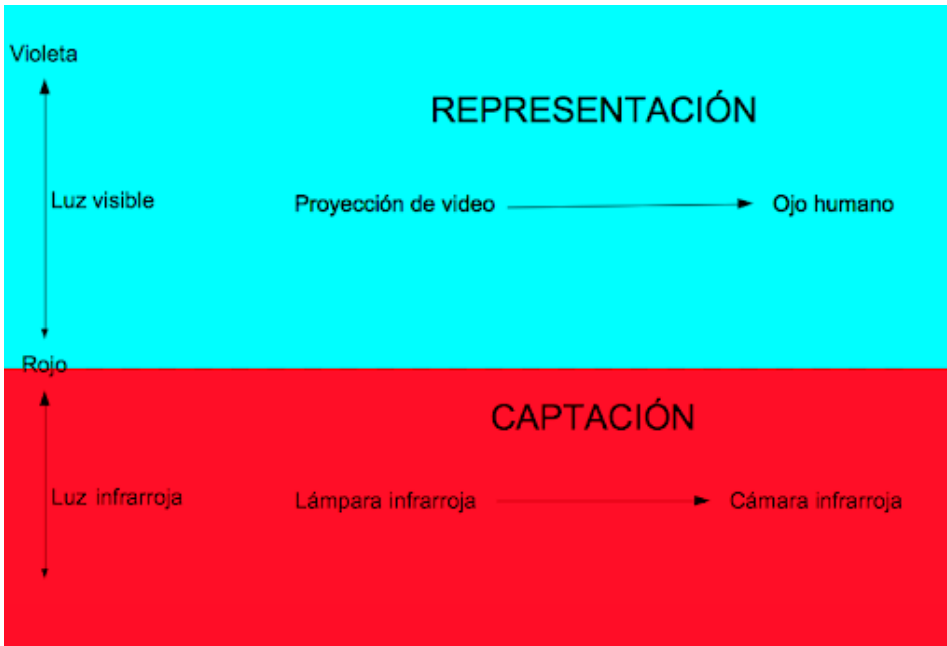 Violeta
REPRESENTACIÓN
Luz visible
Proyección de video
Ojo humano
Rojo
CAPTACIÓN
Luz infrarroja
Lámpara infrarroja
Cámara infrarroja